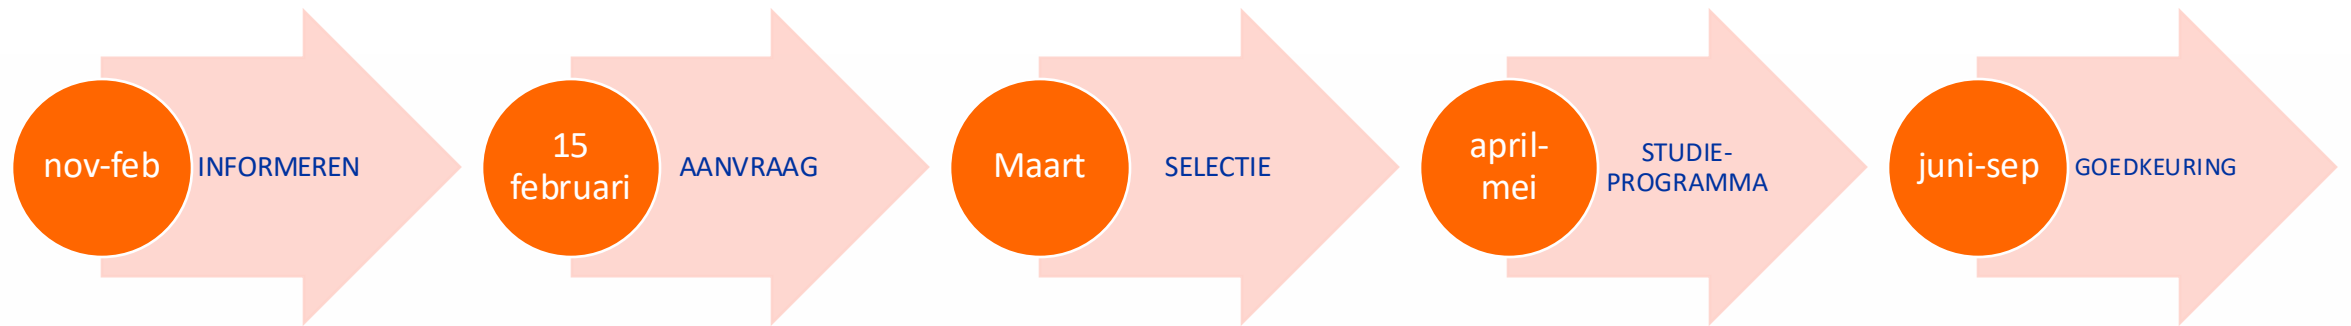 nov-feb
INFORMEREN
15
februari
AANVRAAG
Maart
SELECTIE
april-
mei
STUDIE-
PROGRAMMA
juni-sep
GOEDKEURING